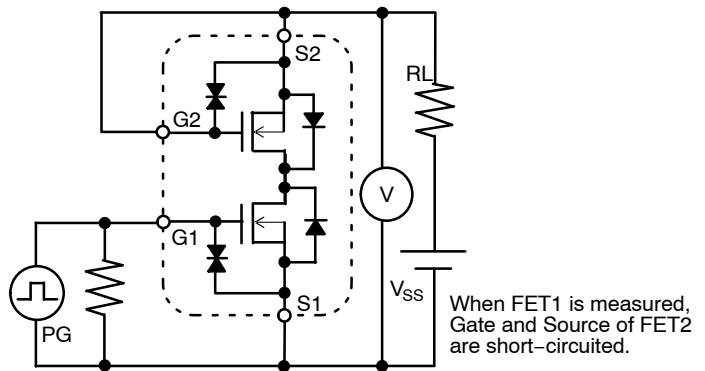 S2
RL
G2
V
G1
VSS
S1
PG
When FET1 is measured,
Gate and Source of FET2
are short−circuited.